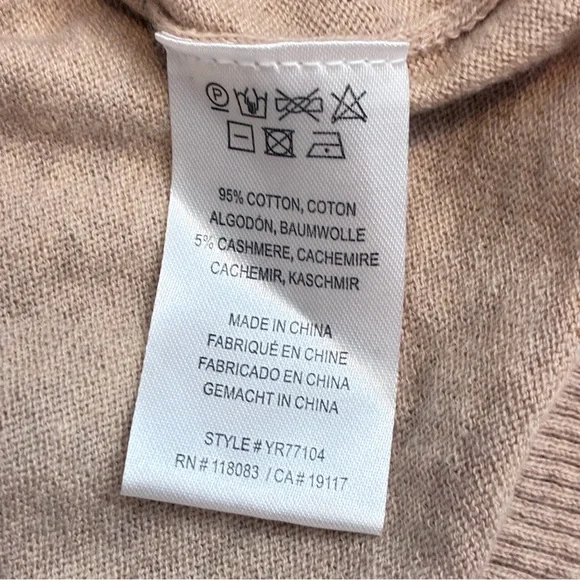 P
95% COTTON, COTON
ALGODÓN, BAUMWOLLE
5% CASHMERE, CACHEMIRE
CACHEMIR, KASCHMIR
MADE IN CHINA
FABRIQUÉ EN CHINE
FABRICADO EN CHINA
GEMACHT IN CHINA
STYLE # YR77104
RN # 118083 / CA # 19117